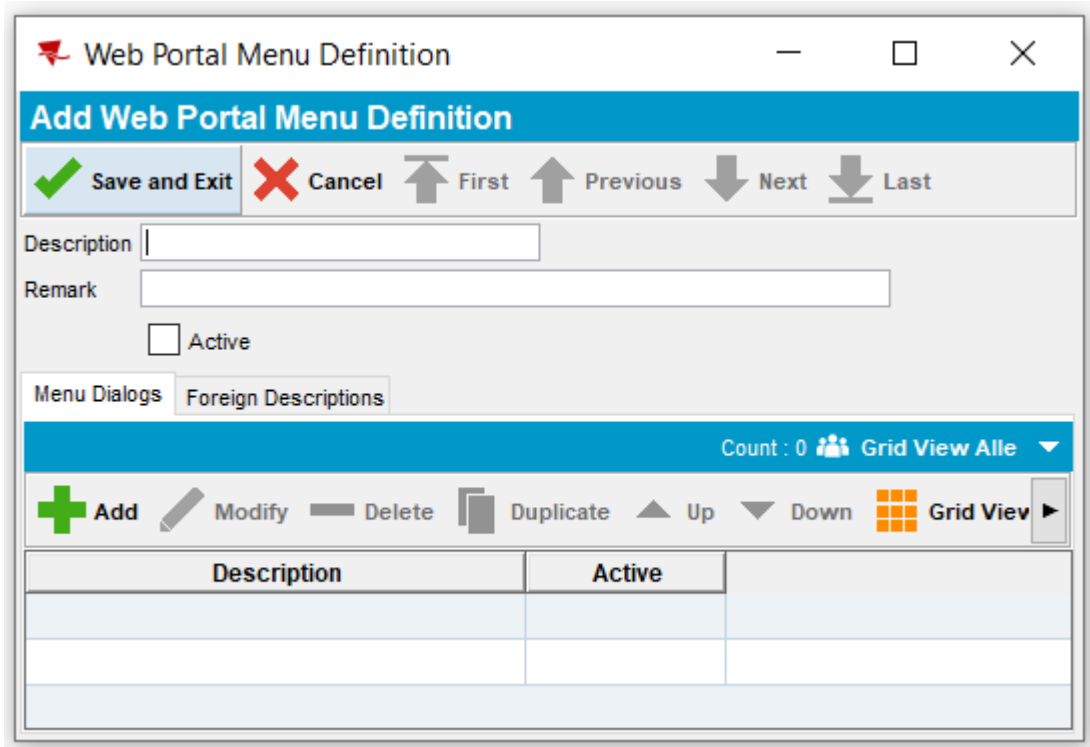 Web Portal Menu Definition
Add Web Portal Menu Definition
Save and Exit Cancel First Previous Next Last
Description
Remark
Active
Menu Dialogs Foreign Descriptions
Count : 0 Grid View Alle
Add Modify Delete Duplicate Up Down Grid View
Description Active